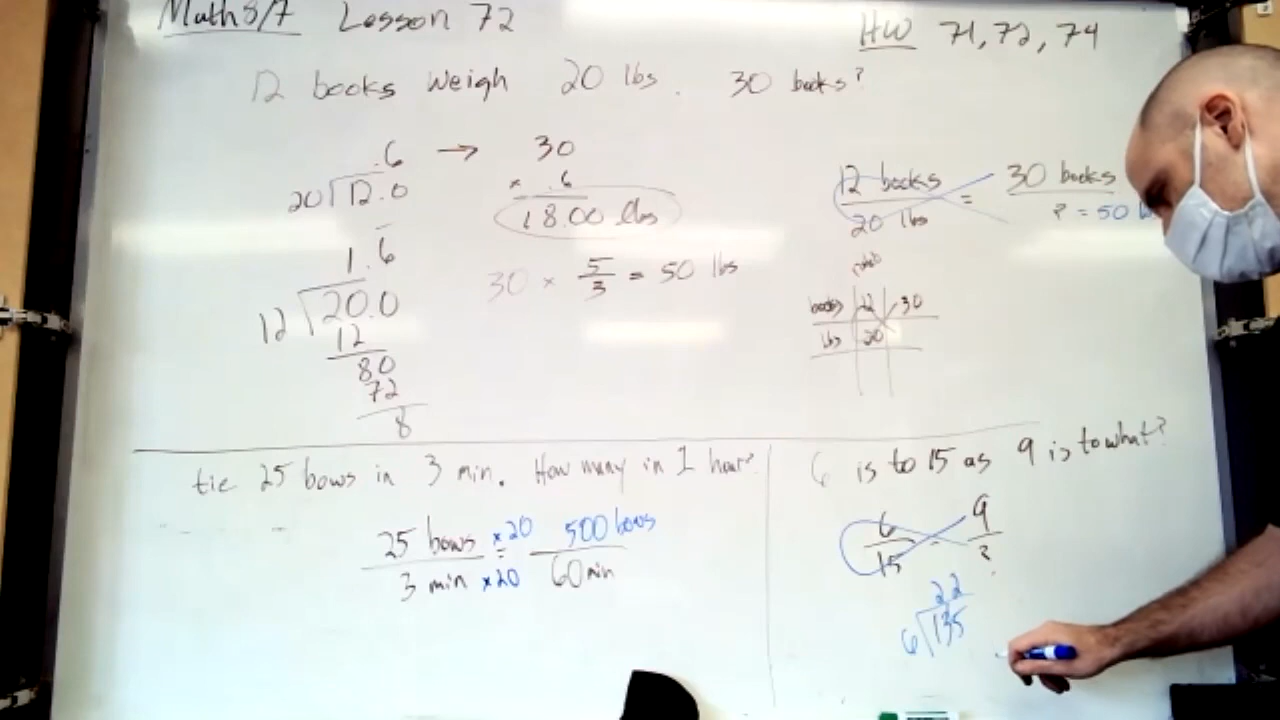 Math 8/7 Lesson 72
HW 71, 72, 74
12 books weigh 20 lbs. 30 books?
.6 →
20 12.0
30
× .6
18.00 lbs
1.6
12 20.0
12
80
72
8
30 × 5/3 = 50 lbs
12 books = 30 books
20 lbs ? = 50
books 12 30
lbs 20
tie 25 bows in 3 min. How many in 1 hour?
25 bows ×20 = 500 bows
3 min ×20 60 min
6 is to 15 as 9 is to what?
6 = 9
15 ?
22
6 135